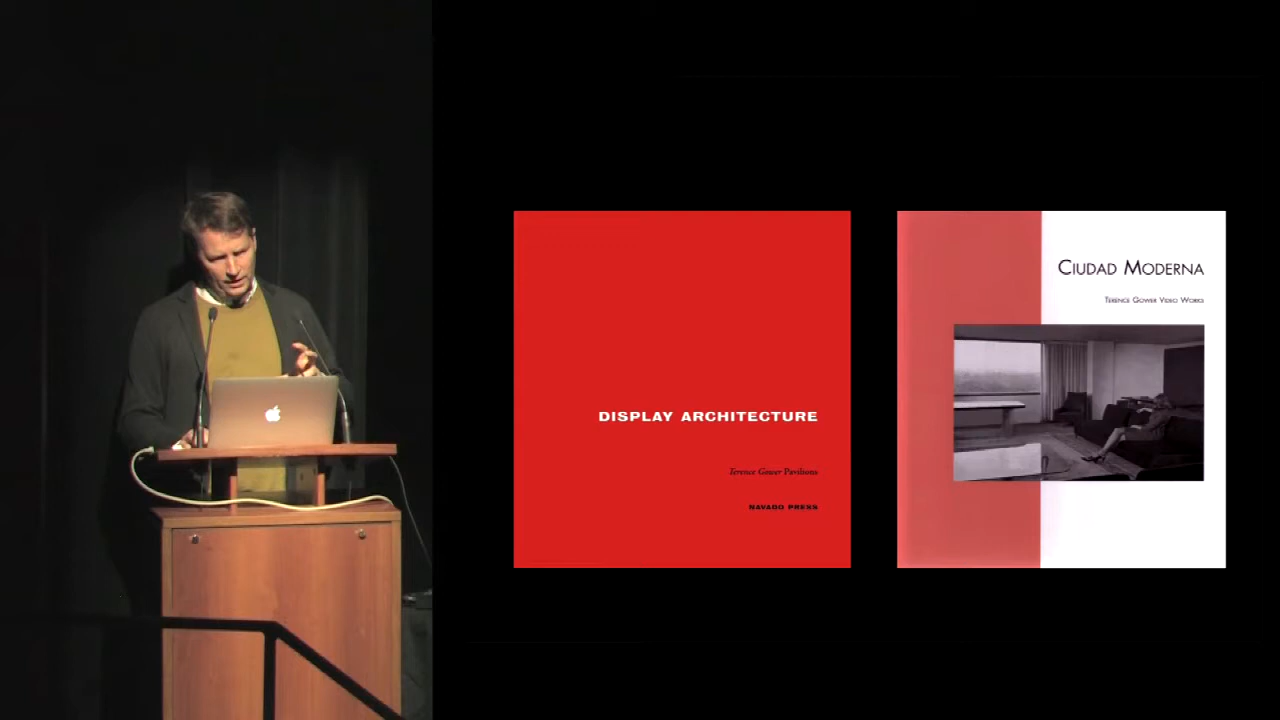 DISPLAY ARCHITECTURE
Terence Gower Pavilions
NAVADO PRESS
CIUDAD MODERNA
TERENCE GOWER VIDEO WORKS